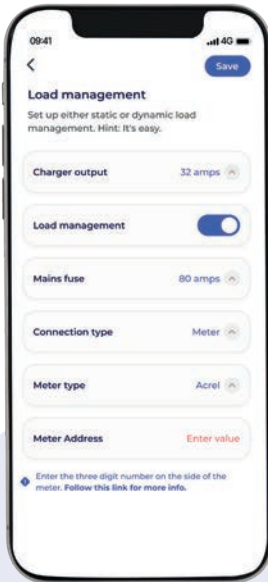 09:41
4G
Save
Load management
Set up either static or dynamic load
management. Hint: It's easy.
Charger output 32 amps
Load management
Mains fuse 80 amps
Connection type Meter
Meter type Acrel
Meter Address Enter value
Enter the three digit number on the side of the
meter. Follow this link for more info.